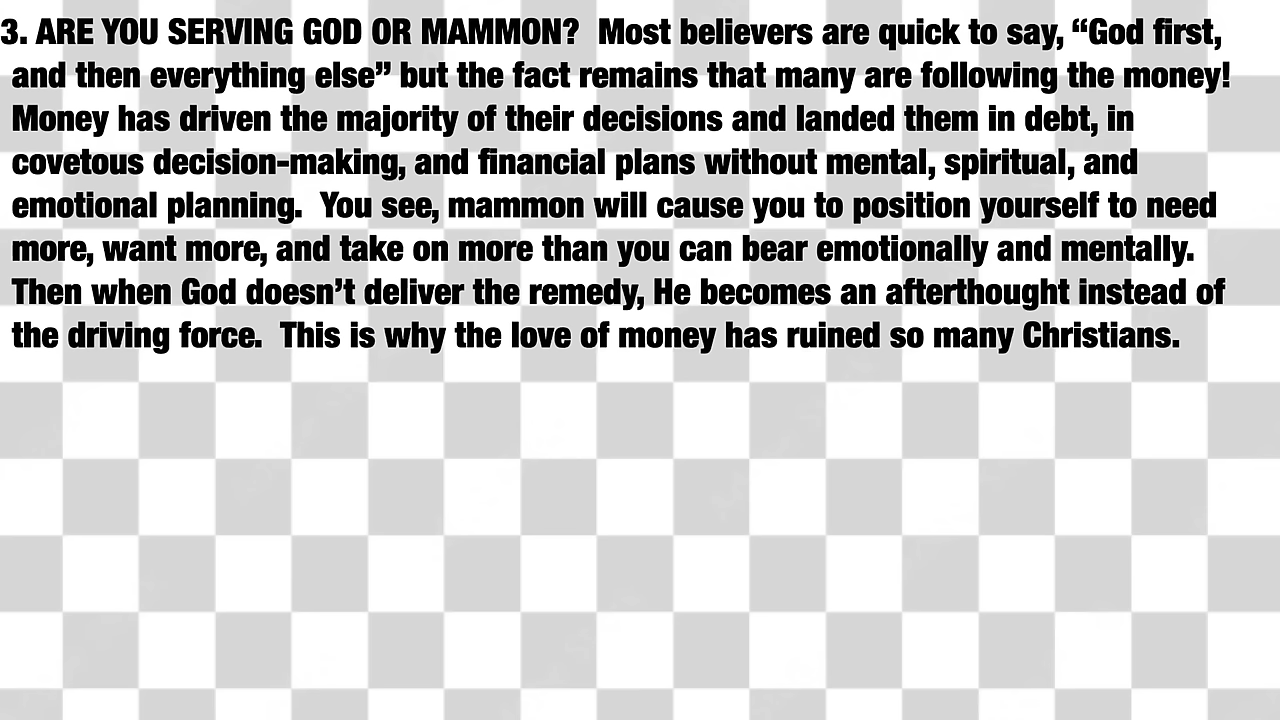 3. ARE YOU SERVING GOD OR MAMMON?  Most believers are quick to say, “God first,
and then everything else” but the fact remains that many are following the money!
Money has driven the majority of their decisions and landed them in debt, in
covetous decision-making, and financial plans without mental, spiritual, and
emotional planning.  You see, mammon will cause you to position yourself to need
more, want more, and take on more than you can bear emotionally and mentally.
Then when God doesn’t deliver the remedy, He becomes an afterthought instead of
the driving force.  This is why the love of money has ruined so many Christians.